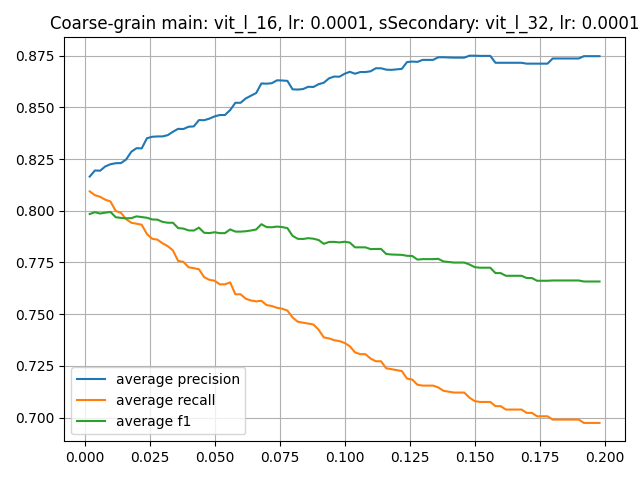 Coarse-grain main: vit_l_16, lr: 0.0001, sSecondary: vit_l_32, lr: 0.0001
0.875
0.850
0.825
0.800
0.775
0.750
0.725
0.700
average precision
average recall
average f1
0.000 0.025 0.050 0.075 0.100 0.125 0.150 0.175 0.200